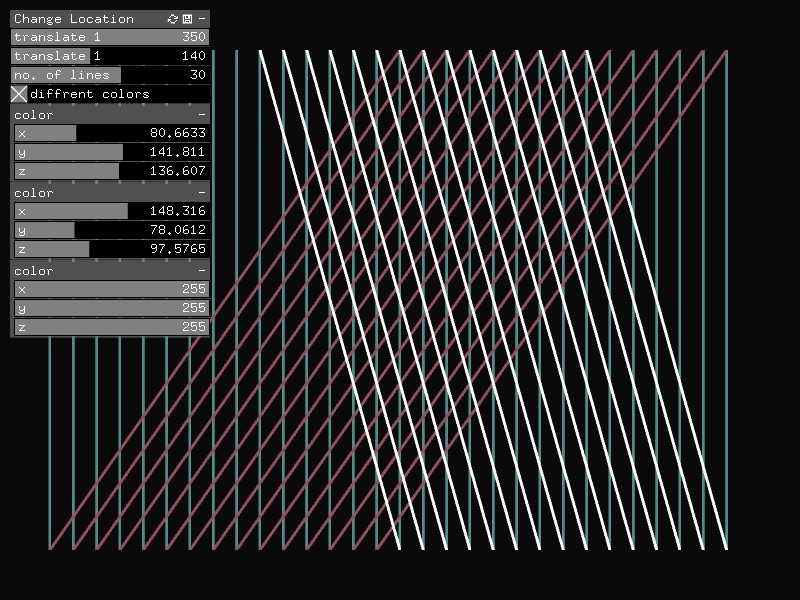 Change Location
translate 1 350
translate 1 140
no. of lines 30
diffrent colors
color
x 80.6633
y 141.811
z 136.607
color
x 148.316
y 78.0612
z 97.5765
color
x 255
y 255
z 255